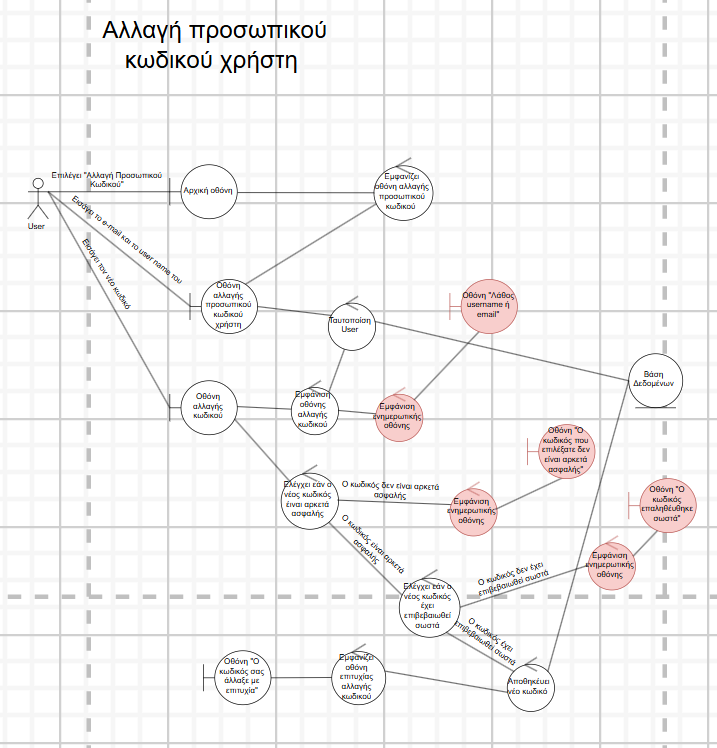 Αλλαγή προσωπικού
κωδικού χρήστη
Επιλέγει "Αλλαγή Προσωπικού
Κωδικού"
User
Αρχική οθόνη
Εμφανίζει
οθόνη αλλαγής
προσωπικού
κωδικού
Εισάγει το e-mail και το user name του
Εισάγει τον νέο κωδικό
Οθόνη
αλλαγής
προσωπικού
κωδικού
χρήστη
Ταυτοποίση
User
Οθόνη "Λάθος
username ή
email"
Βάση
Δεδομένων
Οθόνη
αλλαγής
κωδικού
Εμφάνιση
οθόνης
αλλαγής
κωδικού
Εμφάνιση
ενημερωτικής
οθόνης
Οθόνη "Ο
κωδικός που
επιλέξατε δεν
είναι αρκετά
ασφαλής"
Ελέγχει εάν ο
νέος κωδικός
έιναι αρκετά
ασφαλής
Ο κωδικός δεν είναι αρκετά
ασφαλής
Εμφάνιση
ενημερωτικής
οθόνης
Οθόνη "Ο
κωδικός
επαληθέυθηκε
σωστά"
Ο κωδικός είναι αρκετά
ασφαλής
Εμφάνιση
ενημερωτικής
οθόνης
Ελέγχει εάν ο
νέος κωδικός
έχει
επιβεβαιωθεί
σωστά
Ο κωδικός δεν έχει
επιβεβαιωθεί σωστά
Ο κωδικός έχει
επιβεβαιωθεί σωστά
Οθόνη "Ο
κωδικός σας
άλλαξε με
επιτυχία"
Εμφανίζει
οθόνη
επιτυχίας
αλλαγής
κωδικού
Αποθηκέυει
νέο κωδικό